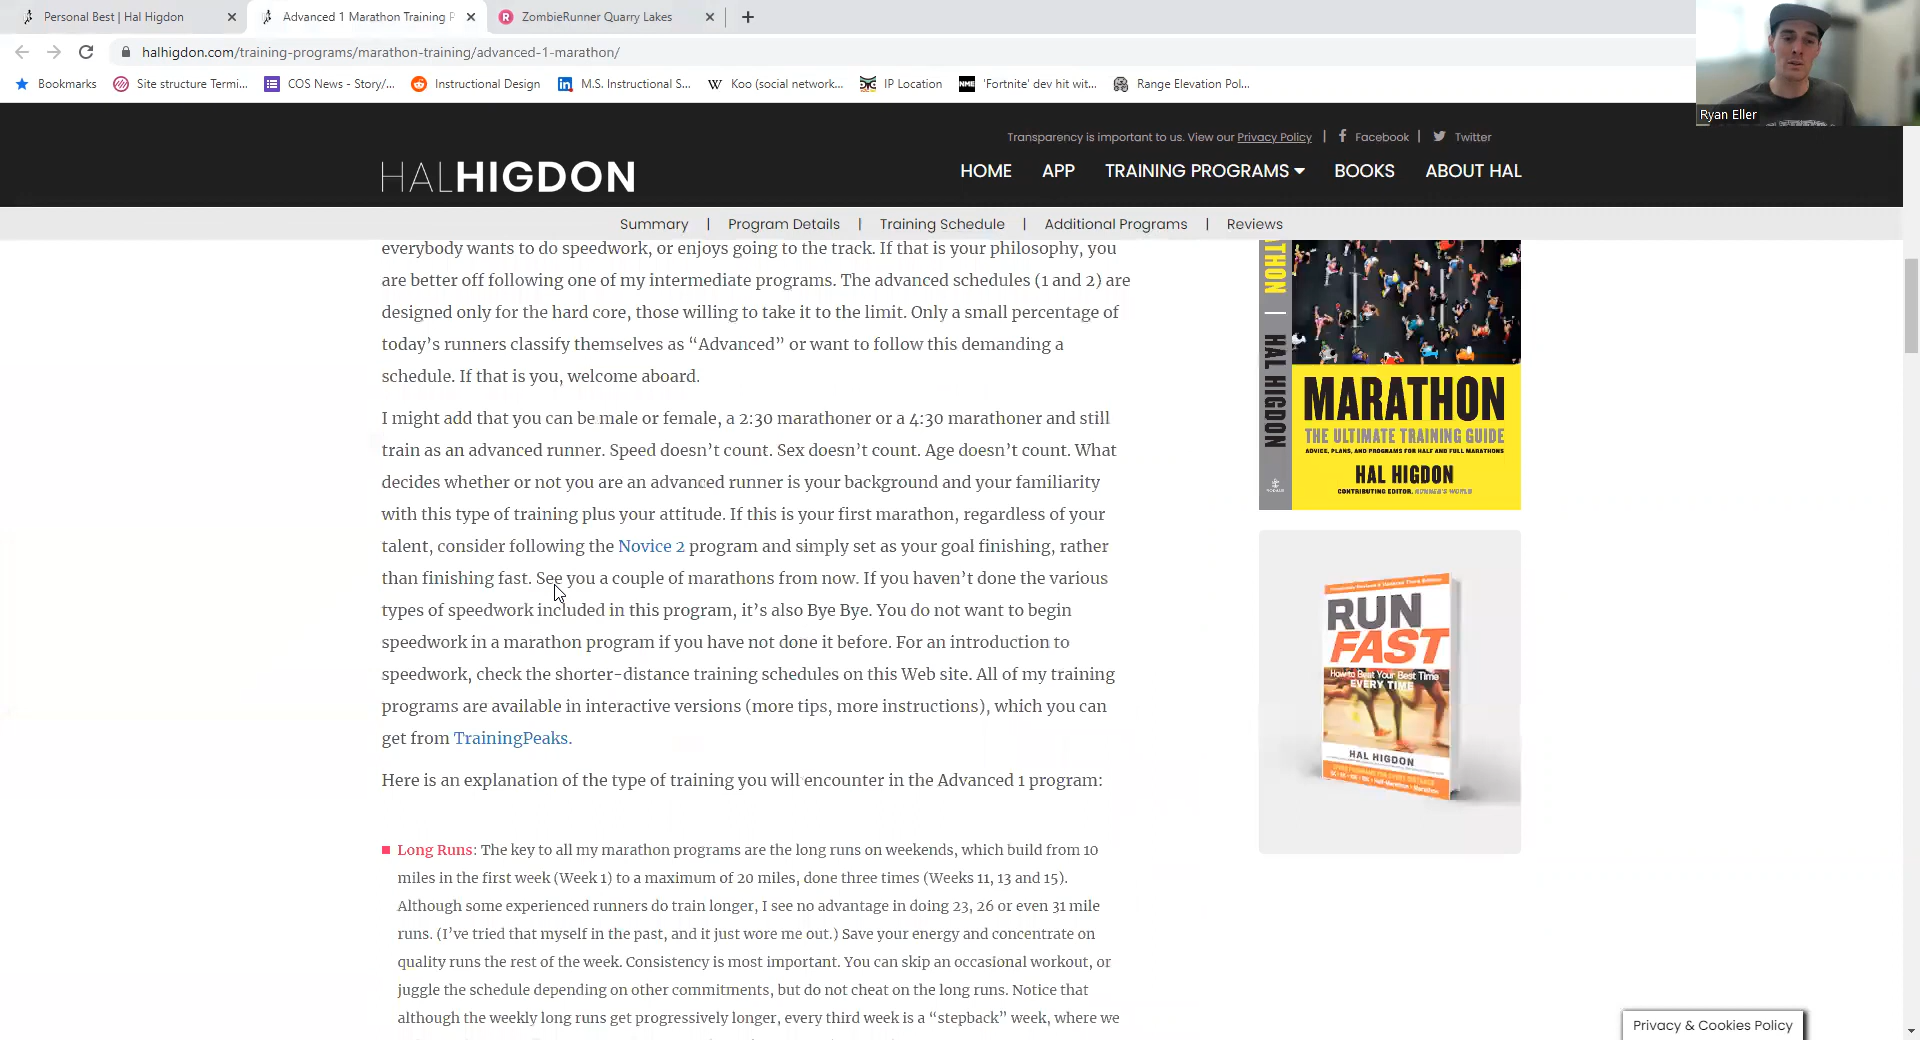 Personal Best | Hal Higdon
Advanced 1 Marathon Training P
ZombieRunner Quarry Lakes
halhigdon.com/training-programs/marathon-training/advanced-1-marathon/
Bookmarks
Site structure Termi...
COS News - Story/...
Instructional Design
M.S. Instructional S...
Koo (social network...
IP Location
'Fortnite' dev hit wit...
Range Elevation Pol...
Ryan Eller
Transparency is important to us. View our Privacy Policy | Facebook | Twitter
HALHIGDON
HOME APP TRAINING PROGRAMS BOOKS ABOUT HAL
Summary | Program Details | Training Schedule | Additional Programs | Reviews
everybody wants to do speedwork, or enjoys going to the track. If that is your philosophy, you
are better off following one of my intermediate programs. The advanced schedules (1 and 2) are
designed only for the hard core, those willing to take it to the limit. Only a small percentage of
today’s runners classify themselves as “Advanced” or want to follow this demanding a
schedule. If that is you, welcome aboard.
I might add that you can be male or female, a 2:30 marathoner or a 4:30 marathoner and still
train as an advanced runner. Speed doesn’t count. Sex doesn’t count. Age doesn’t count. What
decides whether or not you are an advanced runner is your background and your familiarity
with this type of training plus your attitude. If this is your first marathon, regardless of your
talent, consider following the Novice 2 program and simply set as your goal finishing, rather
than finishing fast. See you a couple of marathons from now. If you haven’t done the various
types of speedwork included in this program, it’s also Bye Bye. You do not want to begin
speedwork in a marathon program if you have not done it before. For an introduction to
speedwork, check the shorter-distance training schedules on this Web site. All of my training
programs are available in interactive versions (more tips, more instructions), which you can
get from TrainingPeaks.
Here is an explanation of the type of training you will encounter in the Advanced 1 program:
Long Runs: The key to all my marathon programs are the long runs on weekends, which build from 10
miles in the first week (Week 1) to a maximum of 20 miles, done three times (Weeks 11, 13 and 15).
Although some experienced runners do train longer, I see no advantage in doing 23, 26 or even 31 mile
runs. (I’ve tried that myself in the past, and it just wore me out.) Save your energy and concentrate on
quality runs the rest of the week. Consistency is most important. You can skip an occasional workout, or
juggle the schedule depending on other commitments, but do not cheat on the long runs. Notice that
although the weekly long runs get progressively longer, every third week is a “stepback” week, where we
ATHON
HAL HIGDON
MARATHON
THE ULTIMATE TRAINING GUIDE
ADVICE, PLANS, AND PROGRAMS FOR HALF AND FULL MARATHONS
HAL HIGDON
CONTRIBUTING EDITOR, RUNNER'S WORLD
RUN
FAST
How to Beat Your Best Time
EVERY TIME
HAL HIGDON
Privacy & Cookies Policy